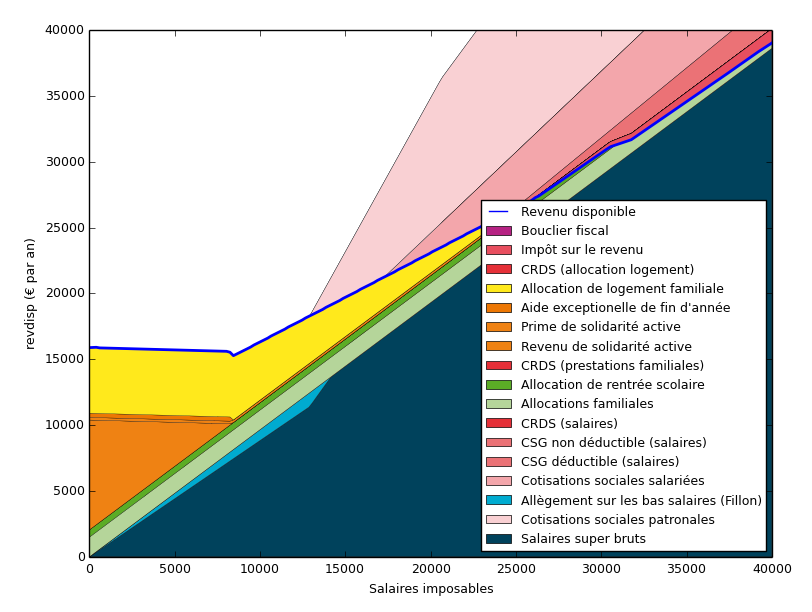 40000
35000
30000
25000
20000
15000
10000
5000
0
revdisp (€ par an)
Revenu disponible
Bouclier fiscal
Impôt sur le revenu
CRDS (allocation logement)
Allocation de logement familiale
Aide exceptionelle de fin d'année
Prime de solidarité active
Revenu de solidarité active
CRDS (prestations familiales)
Allocation de rentrée scolaire
Allocations familiales
CRDS (salaires)
CSG non déductible (salaires)
CSG déductible (salaires)
Cotisations sociales salariées
Allègement sur les bas salaires (Fillon)
Cotisations sociales patronales
Salaires super bruts
0 5000 10000 15000 20000 25000 30000 35000 40000
Salaires imposables